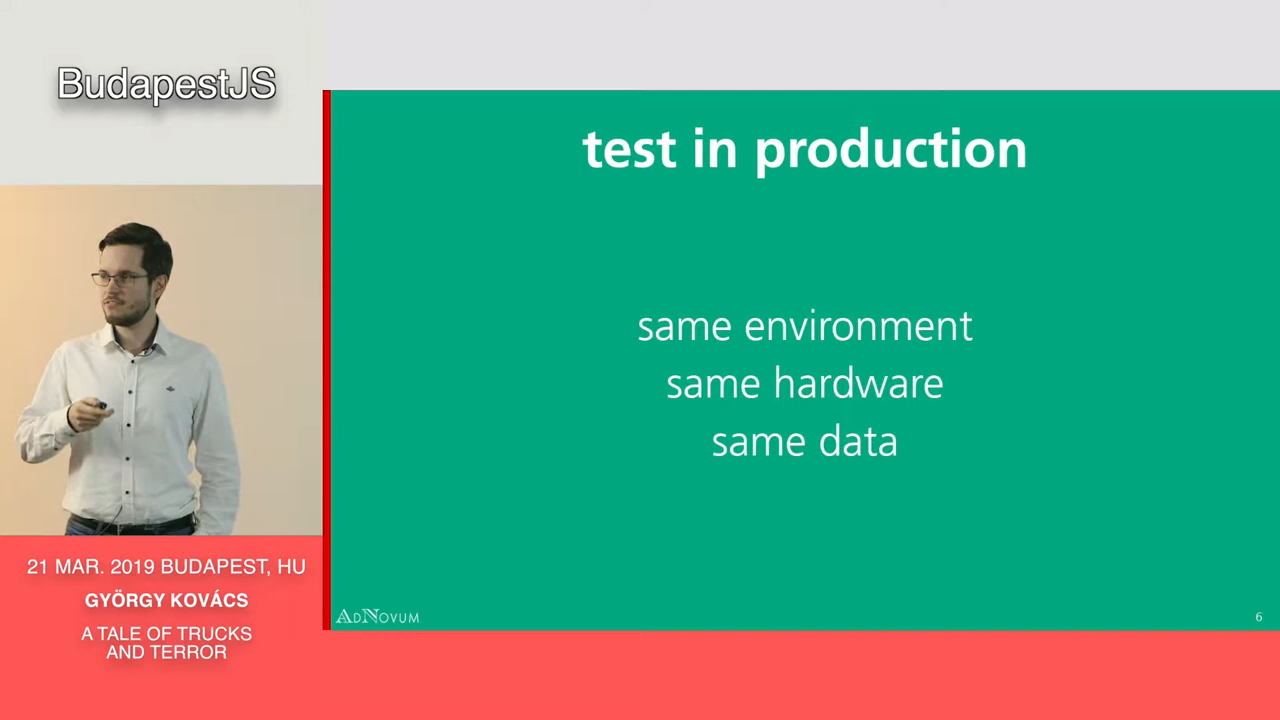 BudapestJS
test in production
same environment
same hardware
same data
21 MAR. 2019 BUDAPEST, HU
GYÖRGY KOVÁCS
A TALE OF TRUCKS
AND TERROR
ADNOVUM
6